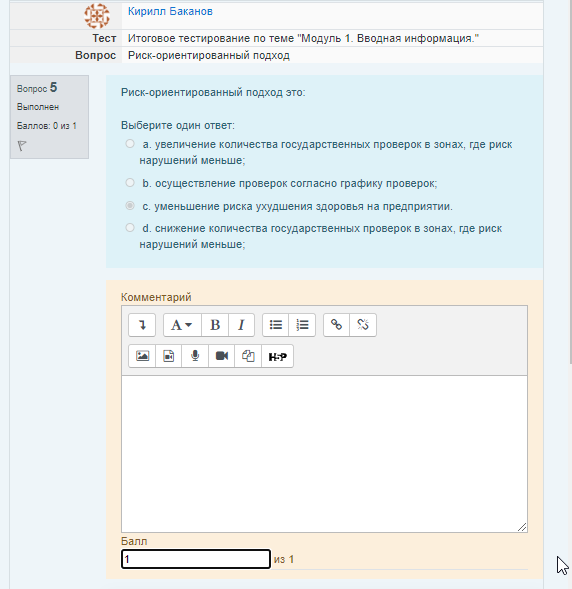 Кирилл Баканов
Тест Итоговое тестирование по теме "Модуль 1. Вводная информация."
Вопрос Риск-ориентированный подход
Вопрос 5
Выполнен
Баллов: 0 из 1
Риск-ориентированный подход это:
Выберите один ответ:
a. увеличение количества государственных проверок в зонах, где риск
нарушений меньше;
b. осуществление проверок согласно графику проверок;
c. уменьшение риска ухудшения здоровья на предприятии.
d. снижение количества государственных проверок в зонах, где риск
нарушений меньше;
Комментарий
A B I
H5P
Балл
1 из 1